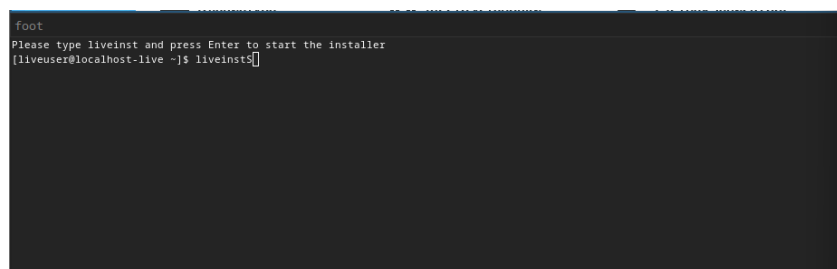 foot
Please type liveinst and press Enter to start the installer
[liveuser@localhost-live ~]$ liveinstS